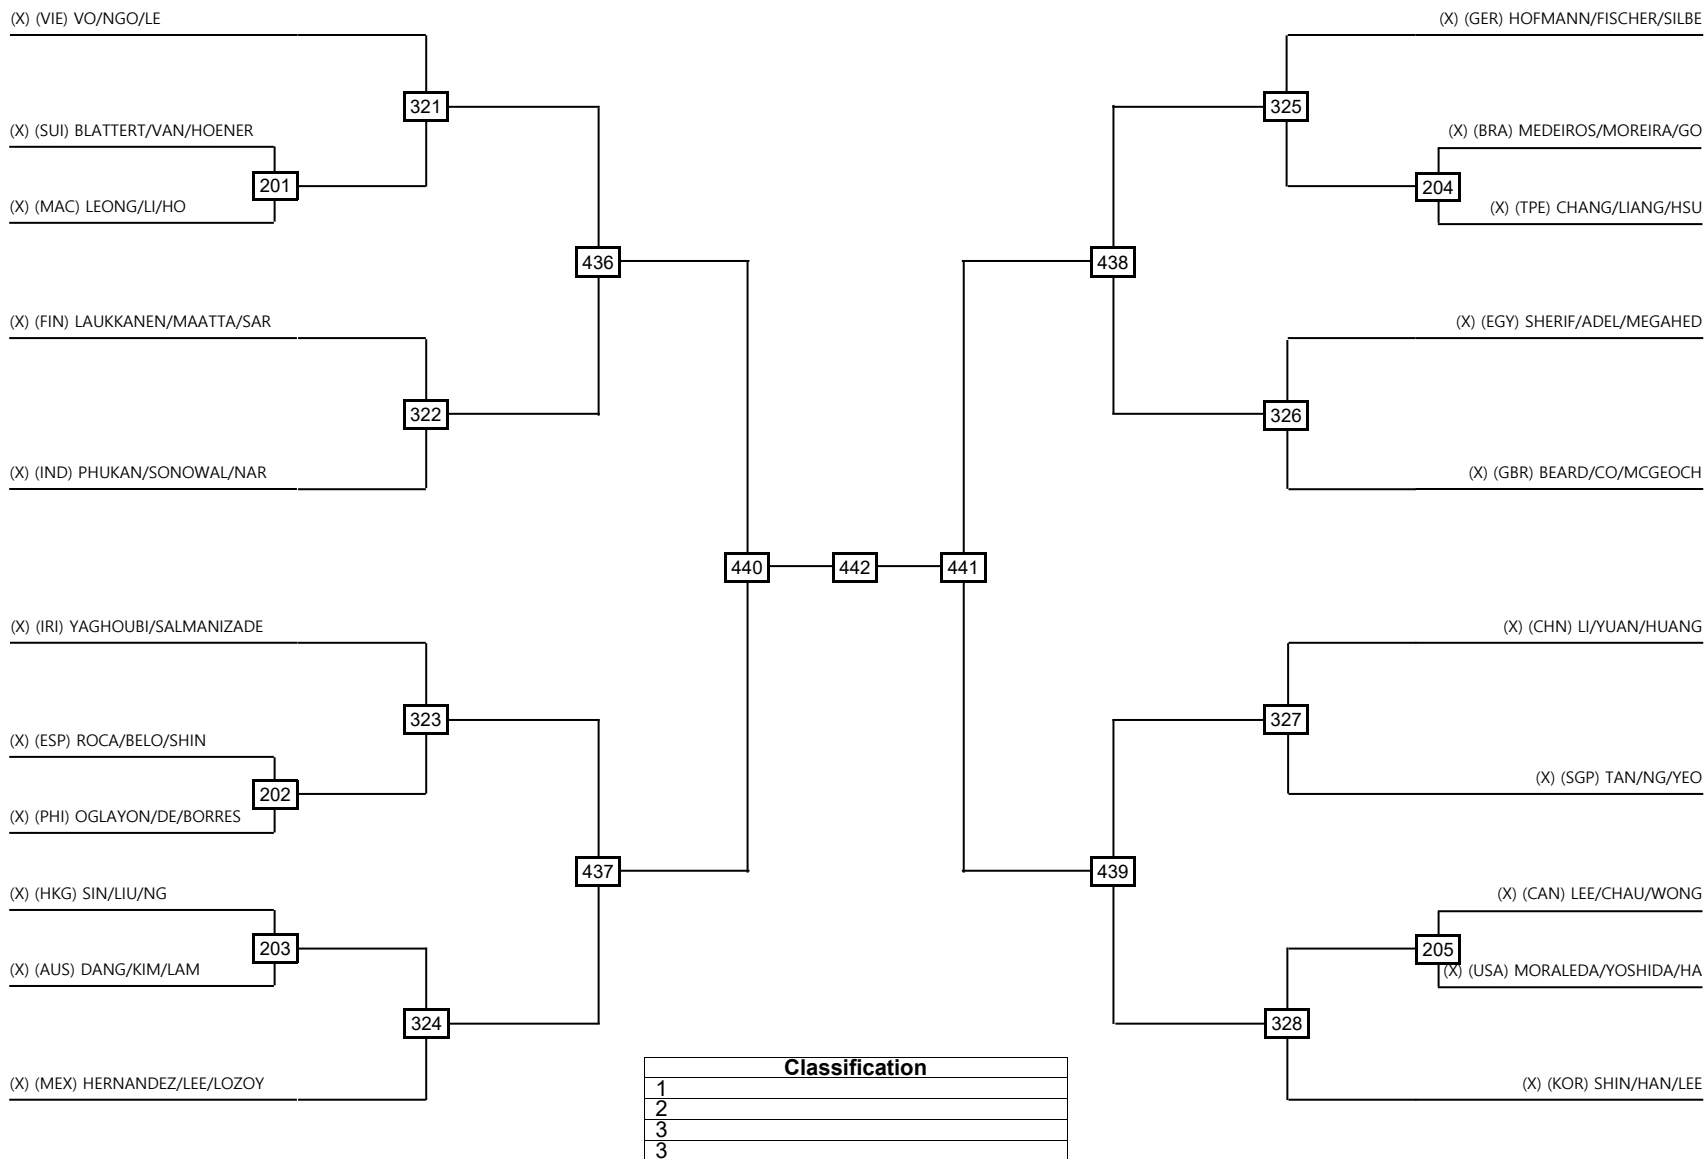 (X) (VIE) VO/NGO/LE
(X) (GER) HOFMANN/FISCHER/SILBE
321
325
(X) (SUI) BLATTERT/VAN/HOENER
(X) (BRA) MEDEIROS/MOREIRA/GO
201
204
(X) (MAC) LEONG/LI/HO
(X) (TPE) CHANG/LIANG/HSU
436
438
(X) (FIN) LAUKKANEN/MAATTA/SAR
(X) (EGY) SHERIF/ADEL/MEGAHED
322
326
(X) (IND) PHUKAN/SONOWAL/NAR
(X) (GBR) BEARD/CO/MCGEOCH
440
442
441
(X) (IRI) YAGHOUBI/SALMANIZADE
(X) (CHN) LI/YUAN/HUANG
323
327
(X) (ESP) ROCA/BELO/SHIN
(X) (SGP) TAN/NG/YEO
202
(X) (PHI) OGLAYON/DE/BORRES
437
439
(X) (HKG) SIN/LIU/NG
(X) (CAN) LEE/CHAU/WONG
203
205
(X) (AUS) DANG/KIM/LAM
(X) (USA) MORALEDA/YOSHIDA/HA
324
328
(X) (MEX) HERNANDEZ/LEE/LOZOY
(X) (KOR) SHIN/HAN/LEE
Classification
1
2
3
3